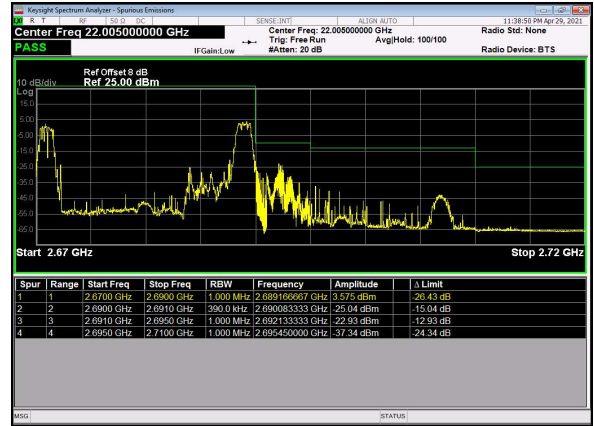 Keysight Spectrum Analyzer - Spurious Emissions
LXI R T RF 50 Ω DC SENSE:INT ALIGN AUTO 11:38:50 PM Apr 29, 2021
Center Freq 22.005000000 GHz
Center Freq: 22.005000000 GHz
Radio Std: None
Trig: Free Run Avg|Hold: 100/100
PASS
IFGain:Low #Atten: 20 dB
Radio Device: BTS
Ref Offset 8 dB
10 dB/div Ref 25.00 dBm
Log
15.0
5.00
-5.00
-15.0
-25.0
-35.0
-45.0
-55.0
-65.0
Start 2.67 GHz Stop 2.72 GHz
Spur Range Start Freq Stop Freq RBW Frequency Amplitude Δ Limit
1 1 2.6700 GHz 2.6900 GHz 1.000 MHz 2.689166667 GHz 3.575 dBm -26.43 dB
2 2 2.6900 GHz 2.6910 GHz 390.0 kHz 2.690083333 GHz -25.04 dBm -15.04 dB
3 3 2.6910 GHz 2.6950 GHz 1.000 MHz 2.692133333 GHz -22.93 dBm -12.93 dB
4 4 2.6950 GHz 2.7100 GHz 1.000 MHz 2.695450000 GHz -37.34 dBm -24.34 dB
MSG STATUS